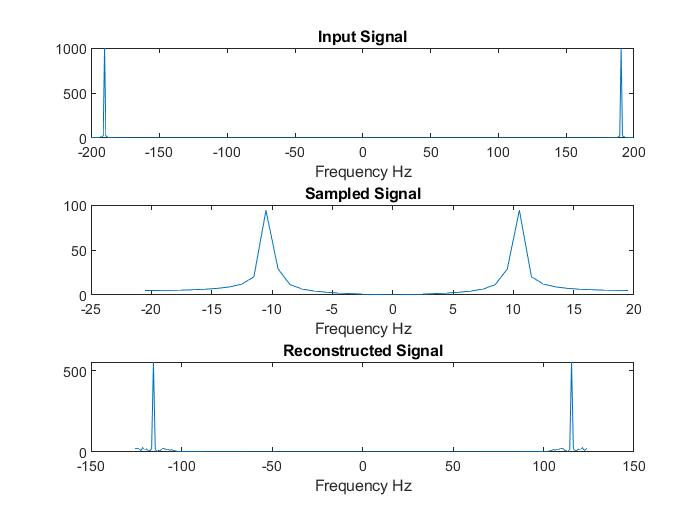 Input Signal
1000
500
0
-200 -150 -100 -50 0 50 100 150 200
Frequency Hz
Sampled Signal
100
50
0
-25 -20 -15 -10 -5 0 5 10 15 20
Frequency Hz
Reconstructed Signal
500
0
-150 -100 -50 0 50 100 150
Frequency Hz